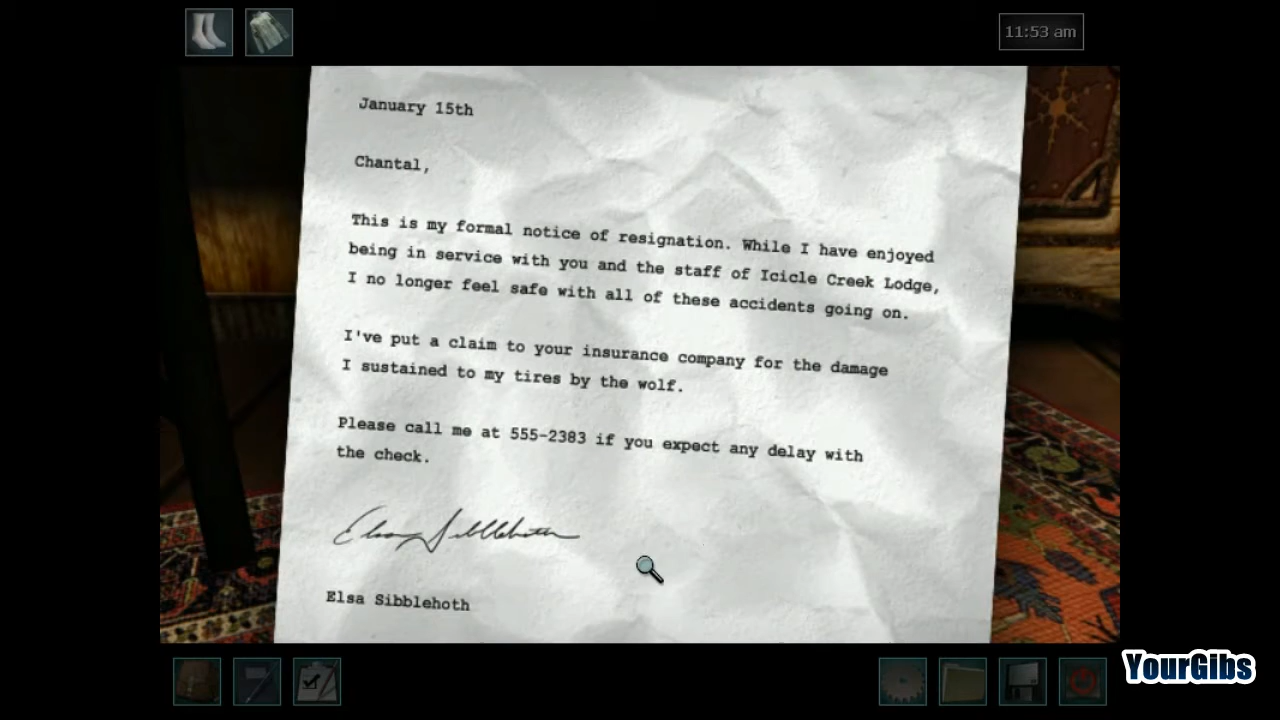 11:53 am
January 15th
Chantal,
This is my formal notice of resignation. While I have enjoyed
being in service with you and the staff of Icicle Creek Lodge,
I no longer feel safe with all of these accidents going on.
I've put a claim to your insurance company for the damage
I sustained to my tires by the wolf.
Please call me at 555-2383 if you expect any delay with
the check.
Elsa Sibblehoth
Elsa Sibblehoth
YourGibs